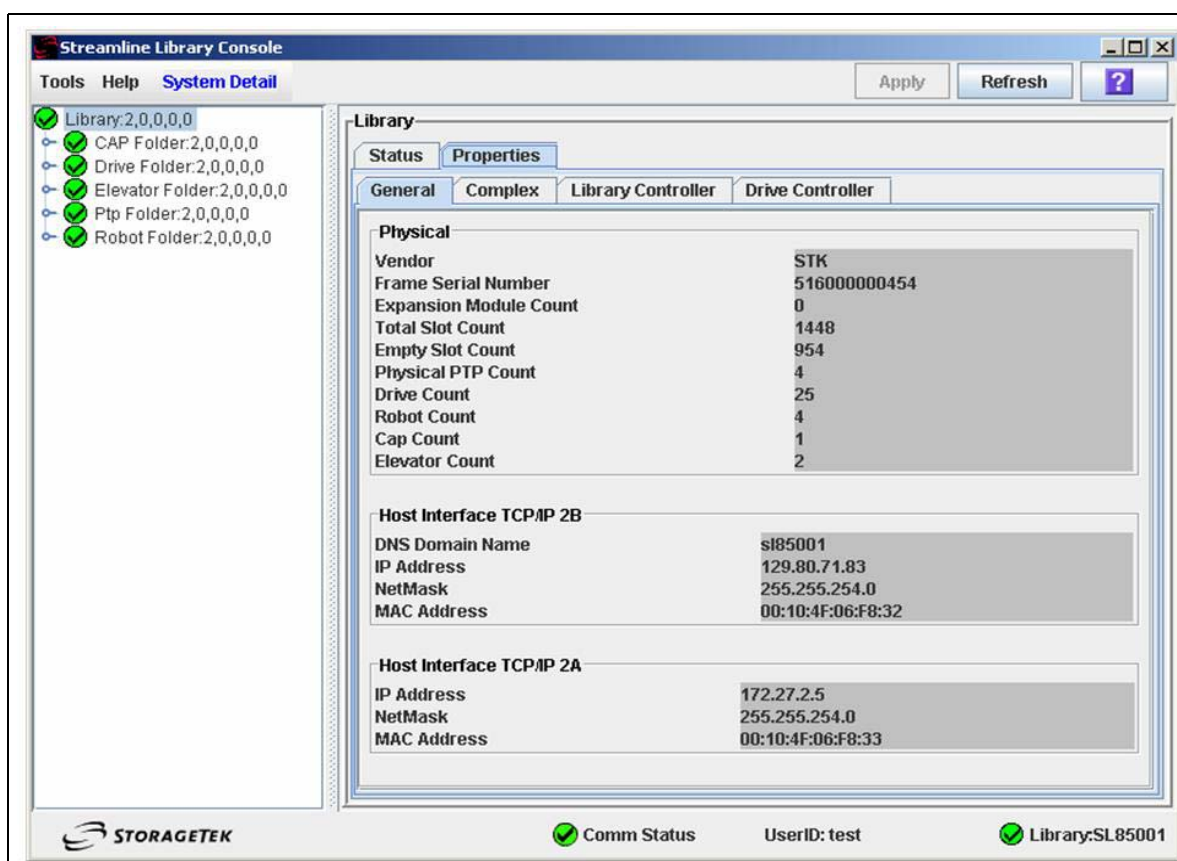 Streamline Library Console
Tools Help System Detail
Apply Refresh ?
Library:2,0,0,0,0
CAP Folder:2,0,0,0,0
Drive Folder:2,0,0,0,0
Elevator Folder:2,0,0,0,0
Ptp Folder:2,0,0,0,0
Robot Folder:2,0,0,0,0
Library
Status Properties
General Complex Library Controller Drive Controller
Physical
Vendor STK
Frame Serial Number 516000000454
Expansion Module Count 0
Total Slot Count 1448
Empty Slot Count 954
Physical PTP Count 4
Drive Count 25
Robot Count 4
Cap Count 1
Elevator Count 2
Host Interface TCP/IP 2B
DNS Domain Name sl85001
IP Address 129.80.71.83
NetMask 255.255.254.0
MAC Address 00:10:4F:06:F8:32
Host Interface TCP/IP 2A
IP Address 172.27.2.5
NetMask 255.255.254.0
MAC Address 00:10:4F:06:F8:33
STORAGETEK Comm Status UserID: test Library:SL85001